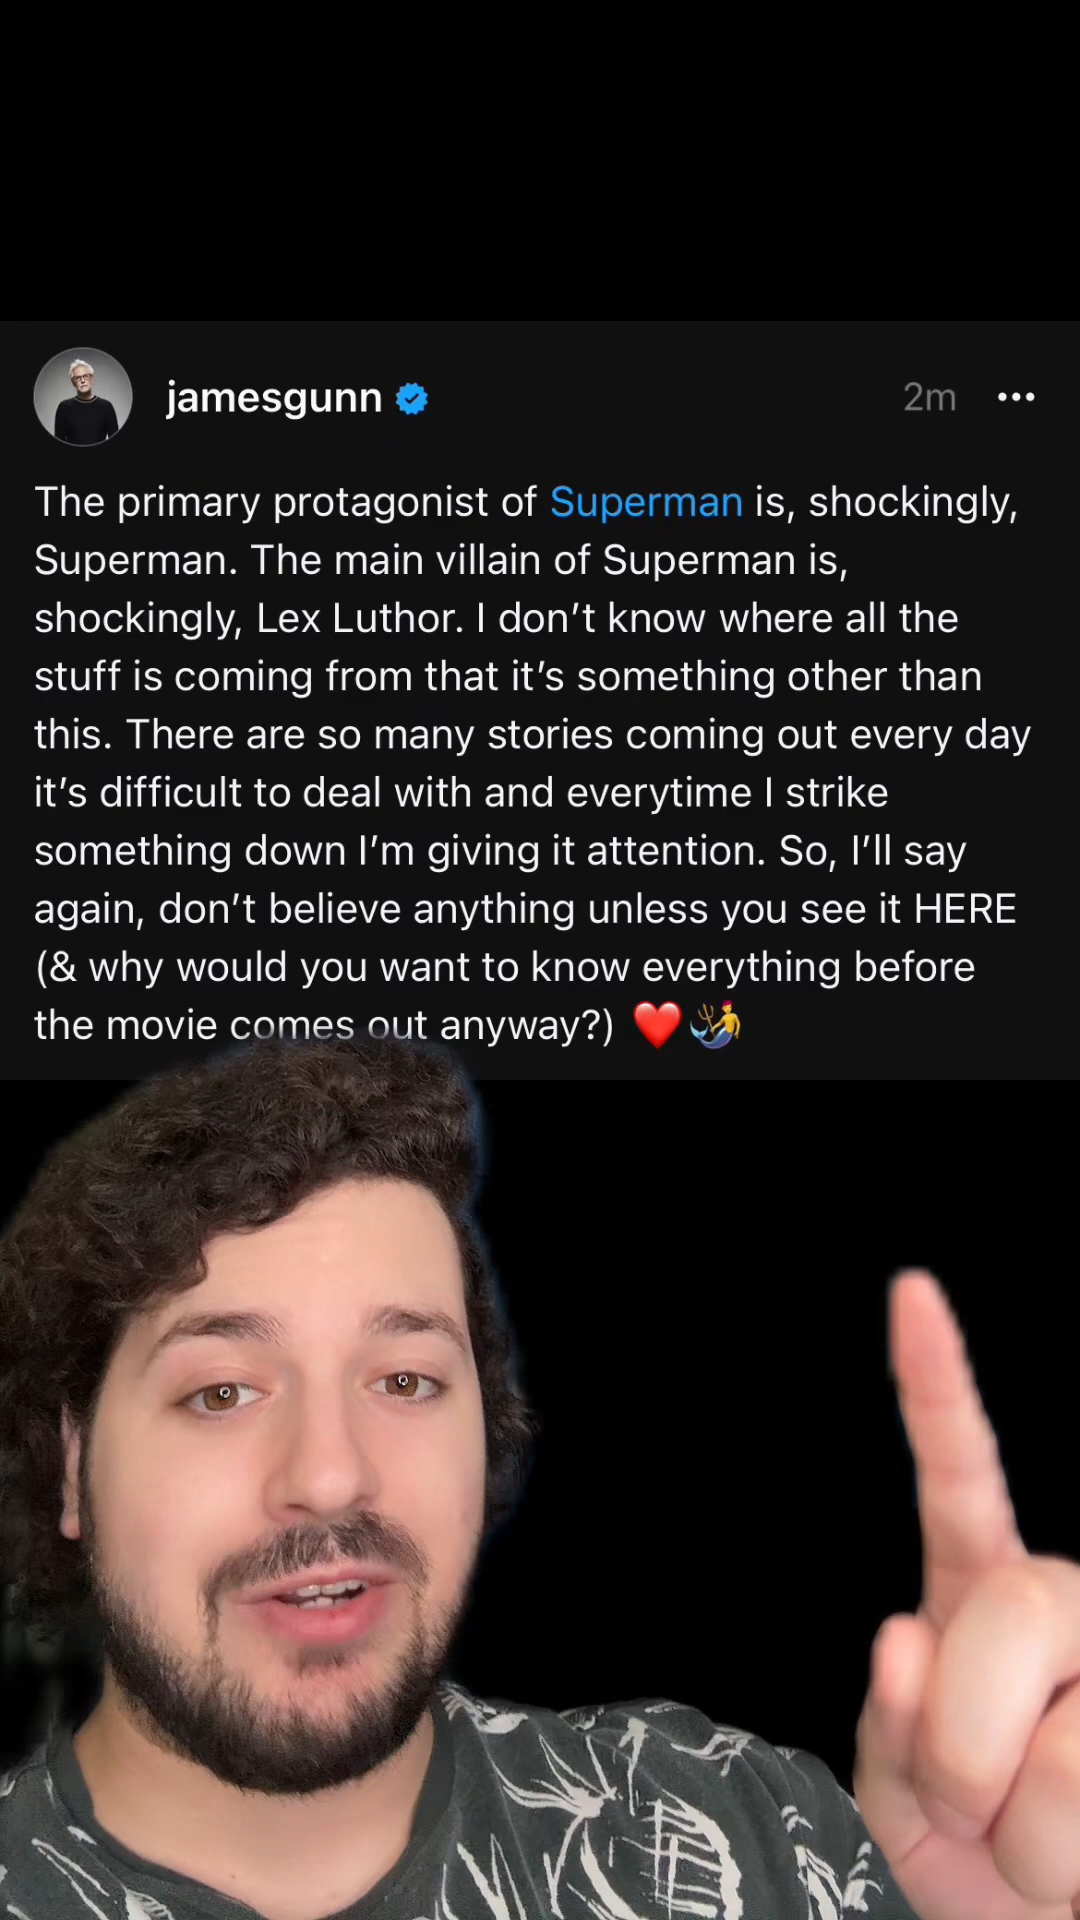 jamesgunn
2m
The primary protagonist of Superman is, shockingly,
Superman. The main villain of Superman is,
shockingly, Lex Luthor. I don’t know where all the
stuff is coming from that it’s something other than
this. There are so many stories coming out every day
it’s difficult to deal with and everytime I strike
something down I’m giving it attention. So, I’ll say
again, don’t believe anything unless you see it HERE
(& why would you want to know everything before
the movie comes out anyway?) ❤️🧜‍♂️